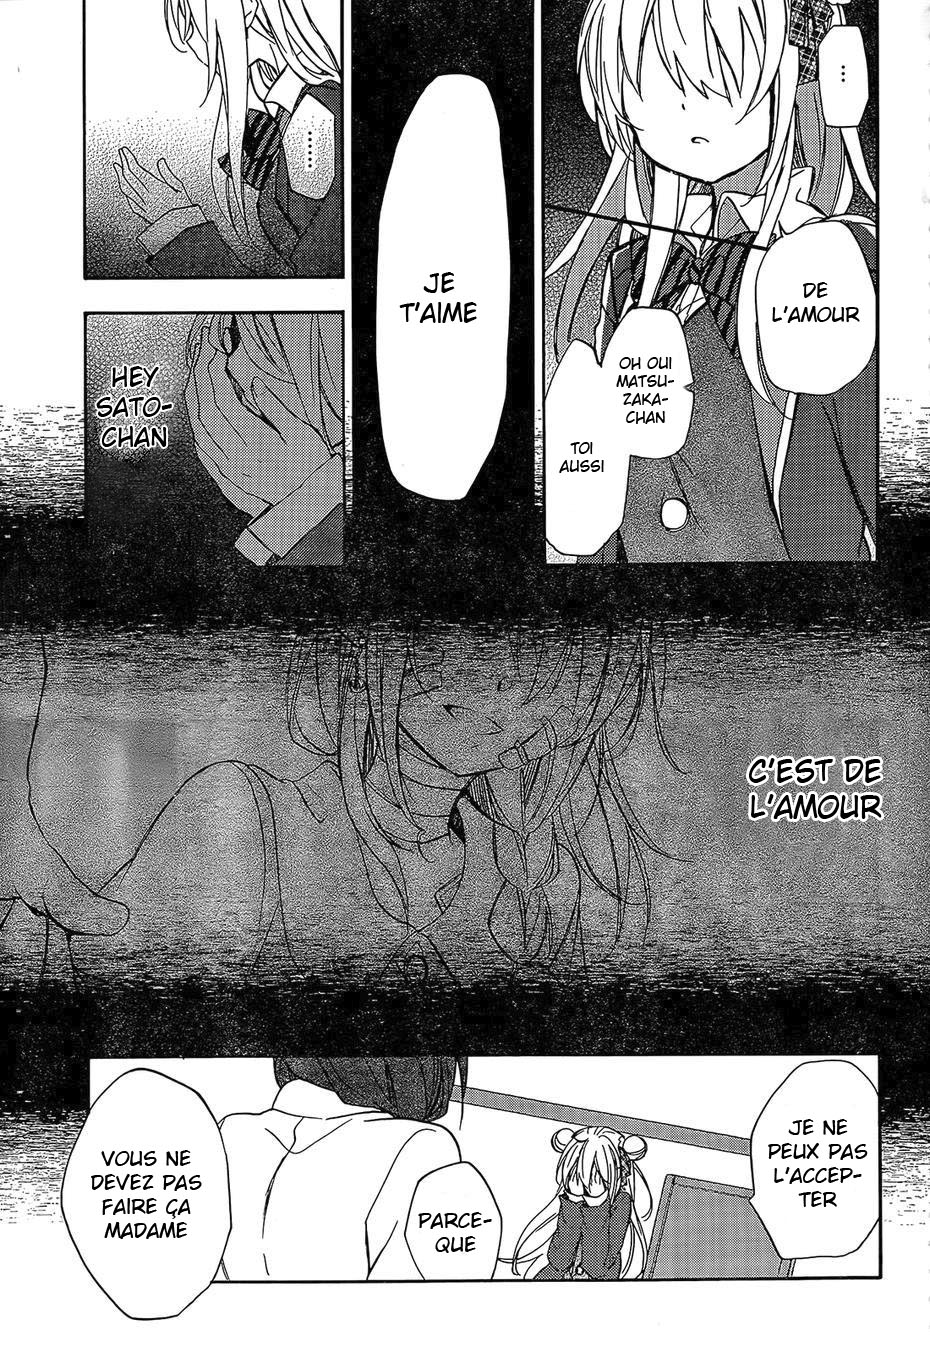 ...
DE
L'AMOUR
OH OUI
MATSU-
ZAKA-
CHAN
TOI
AUSSI
JE
T'AIME
........
HEY
SATO-
CHAN
C'EST DE
L'AMOUR
JE NE
PEUX PAS
L'ACCEP-
TER
PARCE-
QUE
VOUS NE
DEVEZ PAS
FAIRE ÇA
MADAME